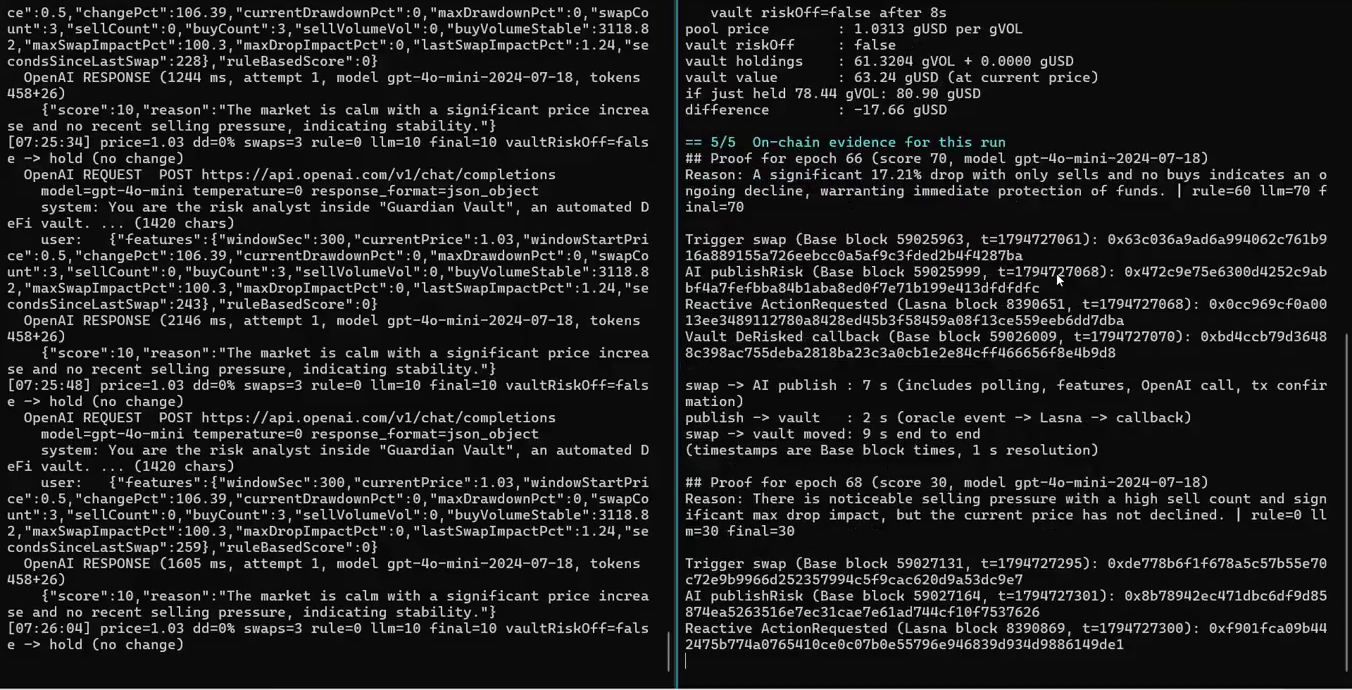 ce":0.5,"changePct":106.39,"currentDrawdownPct":0,"maxDrawdownPct":0,"swapCo
unt":3,"sellCount":0,"buyCount":3,"sellVolumeVol":0,"buyVolumeStable":3118.8
2,"maxSwapImpactPct":100.3,"maxDropImpactPct":0,"lastSwapImpactPct":1.24,"se
condsSinceLastSwap":228},"ruleBasedScore":0}
OpenAI RESPONSE (1244 ms, attempt 1, model gpt-4o-mini-2024-07-18, tokens
458+26)
{"score":10,"reason":"The market is calm with a significant price increa
se and no recent selling pressure, indicating stability."}
[07:25:34] price=1.03 dd=0% swaps=3 rule=0 llm=10 final=10 vaultRiskOff=fals
e -> hold (no change)
OpenAI REQUEST  POST https://api.openai.com/v1/chat/completions
model=gpt-4o-mini temperature=0 response_format=json_object
system: You are the risk analyst inside "Guardian Vault", an automated D
eFi vault. ... (1420 chars)
user:   {"features":{"windowSec":300,"currentPrice":1.03,"windowStartPri
ce":0.5,"changePct":106.39,"currentDrawdownPct":0,"maxDrawdownPct":0,"swapCo
unt":3,"sellCount":0,"buyCount":3,"sellVolumeVol":0,"buyVolumeStable":3118.8
2,"maxSwapImpactPct":100.3,"maxDropImpactPct":0,"lastSwapImpactPct":1.24,"se
condsSinceLastSwap":243},"ruleBasedScore":0}
OpenAI RESPONSE (2146 ms, attempt 1, model gpt-4o-mini-2024-07-18, tokens
458+26)
{"score":10,"reason":"The market is calm with a significant price increa
se and no recent selling pressure, indicating stability."}
[07:25:48] price=1.03 dd=0% swaps=3 rule=0 llm=10 final=10 vaultRiskOff=fals
e -> hold (no change)
OpenAI REQUEST  POST https://api.openai.com/v1/chat/completions
model=gpt-4o-mini temperature=0 response_format=json_object
system: You are the risk analyst inside "Guardian Vault", an automated D
eFi vault. ... (1420 chars)
user:   {"features":{"windowSec":300,"currentPrice":1.03,"windowStartPri
ce":0.5,"changePct":106.39,"currentDrawdownPct":0,"maxDrawdownPct":0,"swapCo
unt":3,"sellCount":0,"buyCount":3,"sellVolumeVol":0,"buyVolumeStable":3118.8
2,"maxSwapImpactPct":100.3,"maxDropImpactPct":0,"lastSwapImpactPct":1.24,"se
condsSinceLastSwap":259},"ruleBasedScore":0}
OpenAI RESPONSE (1605 ms, attempt 1, model gpt-4o-mini-2024-07-18, tokens
458+26)
{"score":10,"reason":"The market is calm with a significant price increa
se and no recent selling pressure, indicating stability."}
[07:26:04] price=1.03 dd=0% swaps=3 rule=0 llm=10 final=10 vaultRiskOff=fals
e -> hold (no change)
vault riskOff=false after 8s
pool price      : 1.0313 gUSD per gVOL
vault riskOff   : false
vault holdings  : 61.3204 gVOL + 0.0000 gUSD
vault value     : 63.24 gUSD (at current price)
if just held 78.44 gVOL: 80.90 gUSD
difference      : -17.66 gUSD
== 5/5  On-chain evidence for this run
## Proof for epoch 66 (score 70, model gpt-4o-mini-2024-07-18)
Reason: A significant 17.21% drop with only sells and no buys indicates an o
ngoing decline, warranting immediate protection of funds. | rule=60 llm=70 f
inal=70
Trigger swap (Base block 59025963, t=1794727061): 0x63c036a9ad6a994062c761b9
16a889155a726eebcc0a5af9c3fded2b4f4287ba
AI publishRisk (Base block 59025999, t=1794727068): 0x472c9e75e6300d4252c9ab
bf4a7fefbba84b1aba8ed0f7e71b199e413dfdfdfc
Reactive ActionRequested (Lasna block 8390651, t=1794727068): 0x0cc969cf0a00
13ee3489112780a8428ed45b3f58459a08f13ce559eeb6dd7dba
Vault DeRisked callback (Base block 59026009, t=1794727070): 0xbd4ccb79d3648
8c398ac755deba2818ba23c3a0cb1e2e84cff466656f8e4b9d8
swap -> AI publish : 7 s (includes polling, features, OpenAI call, tx confir
mation)
publish -> vault   : 2 s (oracle event -> Lasna -> callback)
swap -> vault moved: 9 s end to end
(timestamps are Base block times, 1 s resolution)
## Proof for epoch 68 (score 30, model gpt-4o-mini-2024-07-18)
Reason: There is noticeable selling pressure with a high sell count and sign
ificant max drop impact, but the current price has not declined. | rule=0 ll
m=30 final=30
Trigger swap (Base block 59027131, t=1794727295): 0xde778b6f1f678a5c57b55e70
c72e9b9966d252357994c5f9cac620d9a53dc9e7
AI publishRisk (Base block 59027164, t=1794727301): 0x8b78942ec471dbc6df9d85
874ea5263516e7ec31cae7e61ad744cf10f7537626
Reactive ActionRequested (Lasna block 8390869, t=1794727300): 0xf901fca09b44
2475b774a0765410ce0c07b0e55796e946839d934d9886149de1